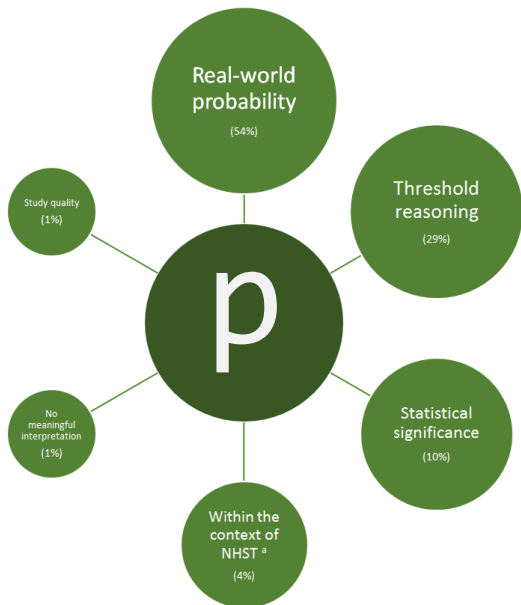 Real-world
probability
(54%)
Threshold
reasoning
(29%)
Statistical
significance
(10%)
Within the
context of
NHST a
(4%)
No
meaningful
interpretation
(1%)
Study quality
(1%)
p